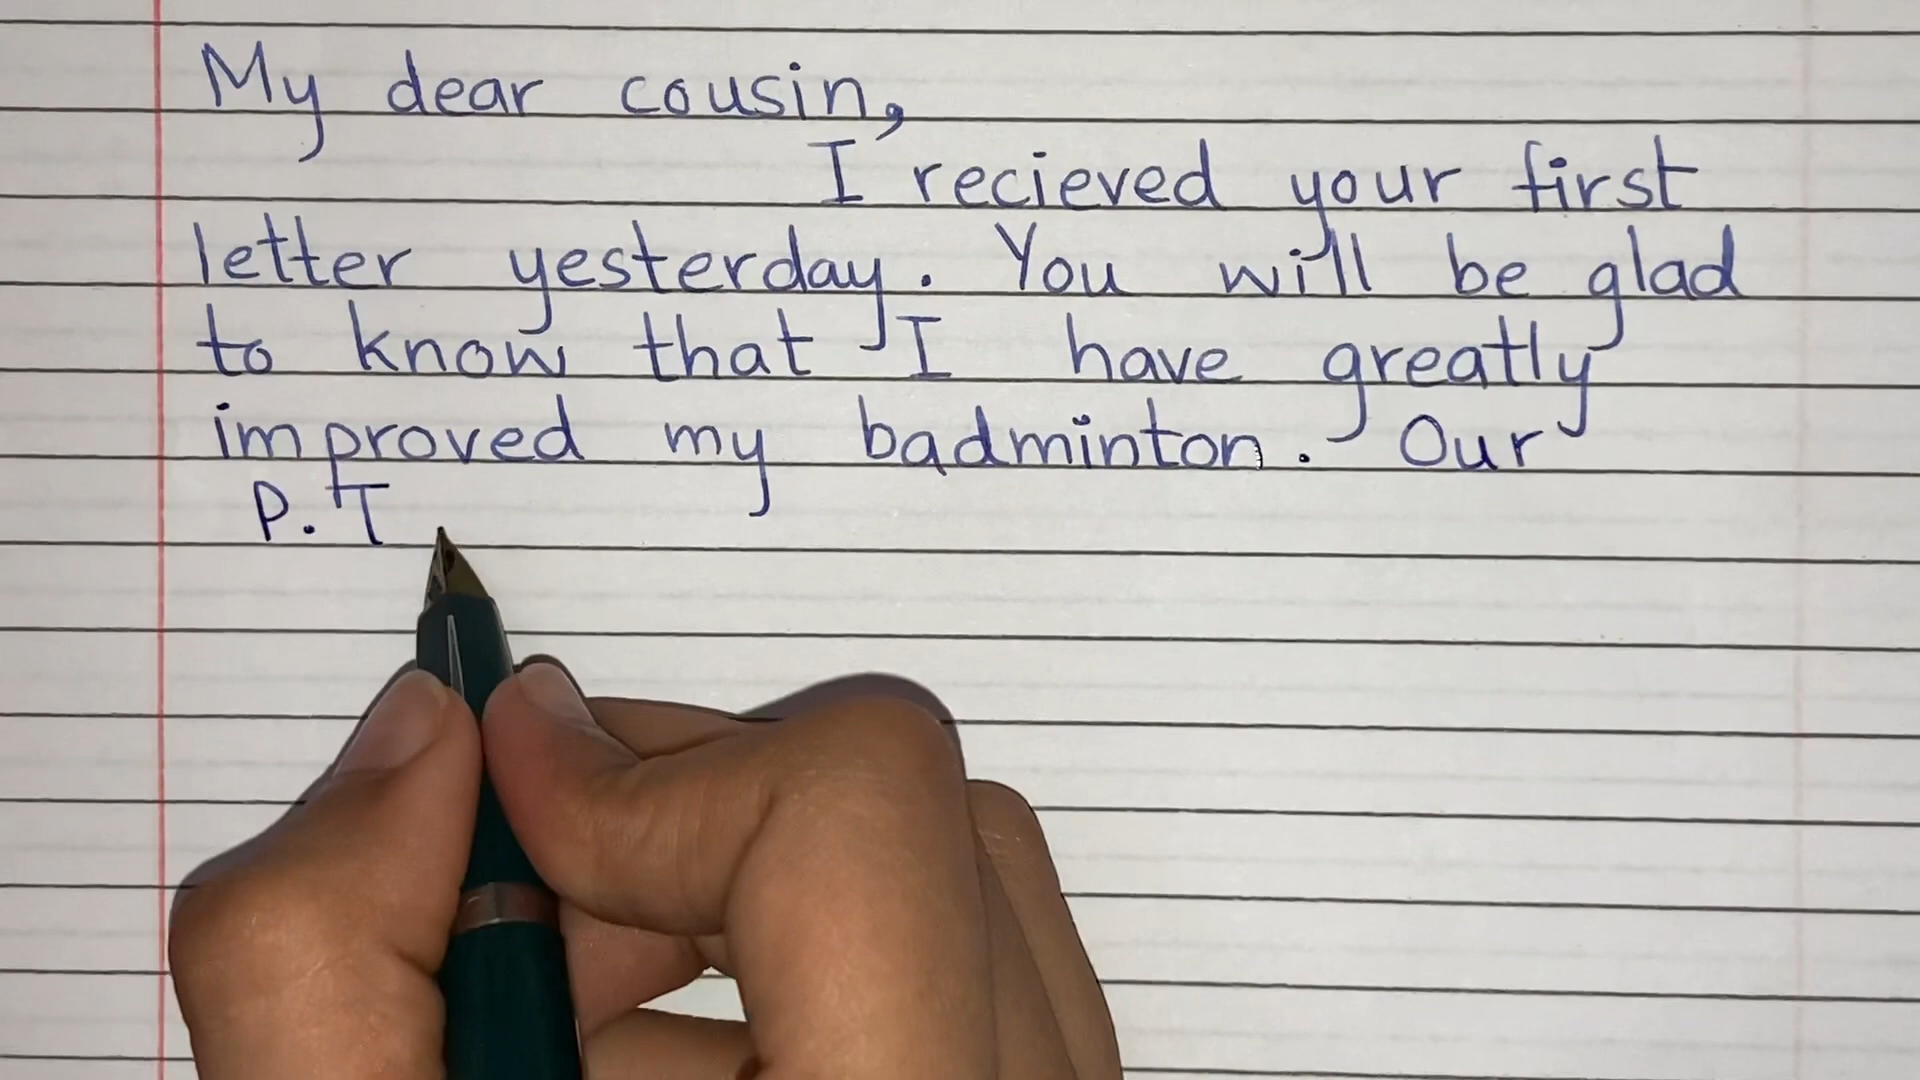 My dear cousin,
I recieved your first
letter yesterday. You will be glad
to know that I have greatly
improved my badminton. Our
P. T